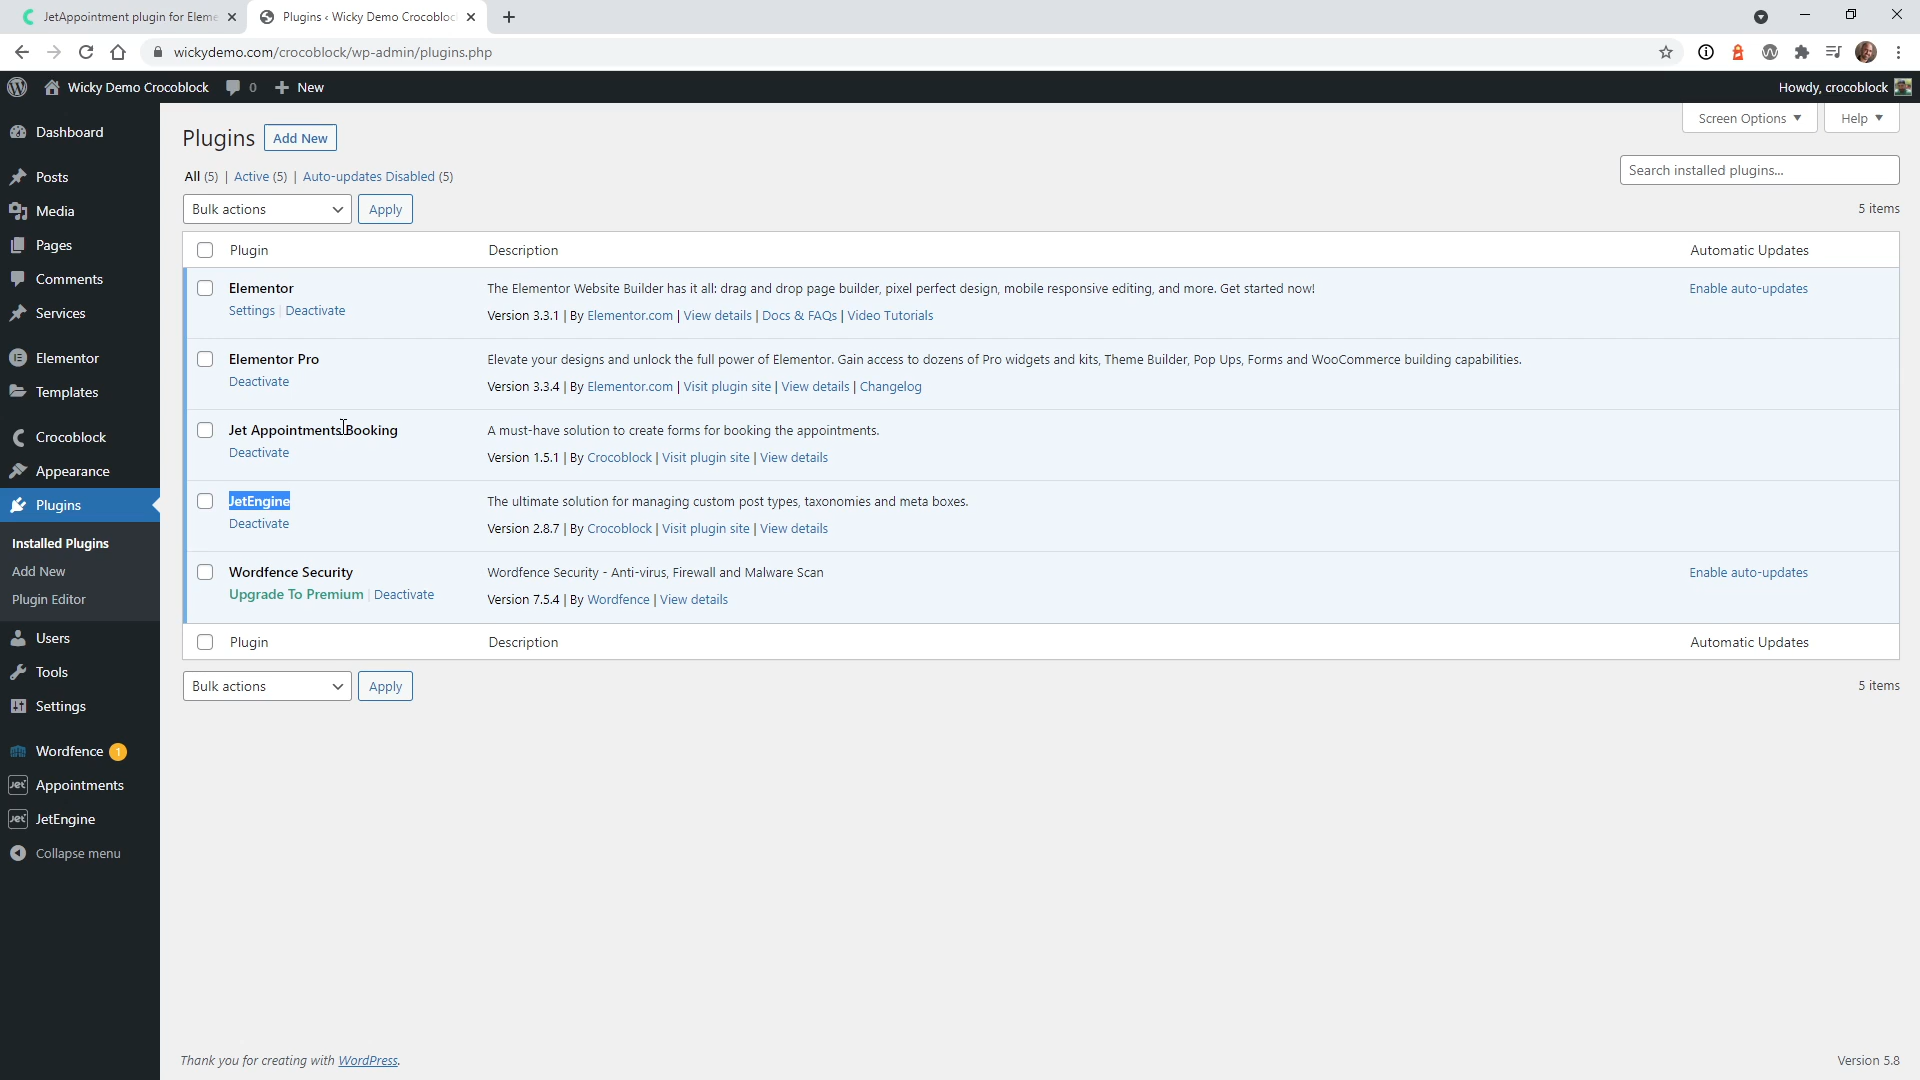 JetAppointment plugin for Eleme
Plugins ‹ Wicky Demo Crocobloc
wickydemo.com/crocoblock/wp-admin/plugins.php
Wicky Demo Crocoblock 0 New
Howdy, crocoblock
Dashboard
Posts
Media
Pages
Comments
Services
Elementor
Templates
Crocoblock
Appearance
Plugins
Installed Plugins
Add New
Plugin Editor
Users
Tools
Settings
Wordfence 1
Jet Appointments
Jet JetEngine
Collapse menu
Screen Options Help
Plugins Add New
All (5) | Active (5) | Auto-updates Disabled (5)
Search installed plugins...
Bulk actions Apply
5 items
Plugin Description Automatic Updates
Elementor
Settings | Deactivate
The Elementor Website Builder has it all: drag and drop page builder, pixel perfect design, mobile responsive editing, and more. Get started now!
Version 3.3.1 | By Elementor.com | View details | Docs & FAQs | Video Tutorials
Enable auto-updates
Elementor Pro
Deactivate
Elevate your designs and unlock the full power of Elementor. Gain access to dozens of Pro widgets and kits, Theme Builder, Pop Ups, Forms and WooCommerce building capabilities.
Version 3.3.4 | By Elementor.com | Visit plugin site | View details | Changelog
Jet Appointments Booking
Deactivate
A must-have solution to create forms for booking the appointments.
Version 1.5.1 | By Crocoblock | Visit plugin site | View details
JetEngine
Deactivate
The ultimate solution for managing custom post types, taxonomies and meta boxes.
Version 2.8.7 | By Crocoblock | Visit plugin site | View details
Wordfence Security
Upgrade To Premium | Deactivate
Wordfence Security - Anti-virus, Firewall and Malware Scan
Version 7.5.4 | By Wordfence | View details
Enable auto-updates
Plugin Description Automatic Updates
Bulk actions Apply
5 items
Thank you for creating with WordPress.
Version 5.8